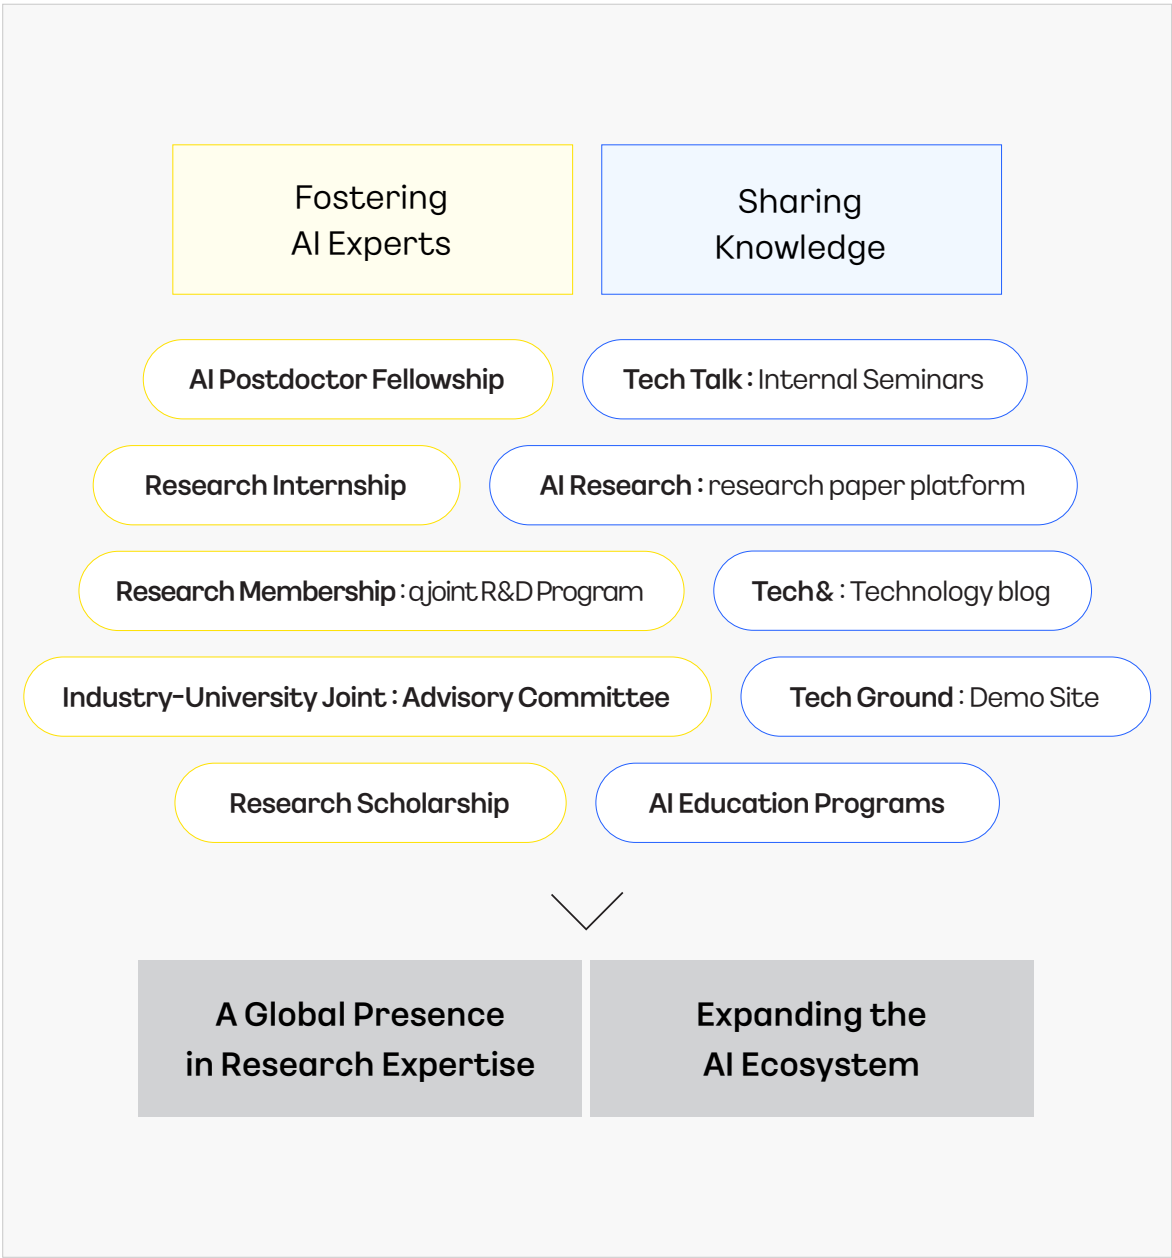 Fostering
AI Experts
Sharing
Knowledge
AI Postdoctor Fellowship
Tech Talk : Internal Seminars
Research Internship
AI Research : research paper platform
Research Membership : a joint R&D Program
Tech& : Technology blog
Industry-University Joint : Advisory Committee
Tech Ground : Demo Site
Research Scholarship
AI Education Programs
A Global Presence
in Research Expertise
Expanding the
AI Ecosystem